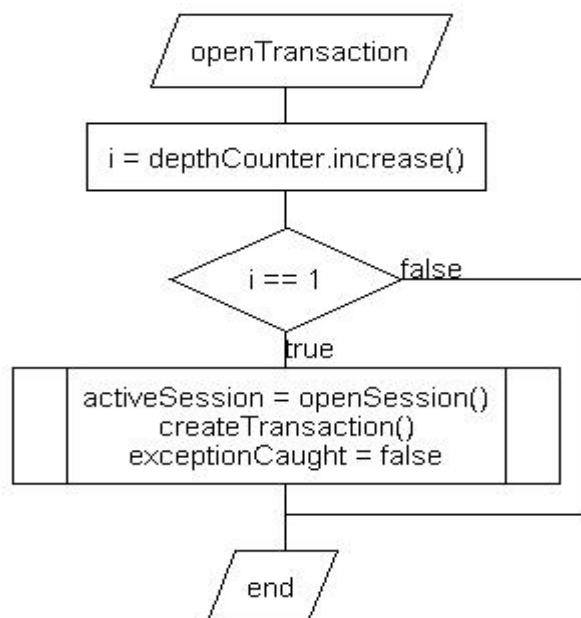 openTransaction
i = depthCounter.increase()
i == 1
false
true
activeSession = openSession()
createTransaction()
exceptionCaught = false
end